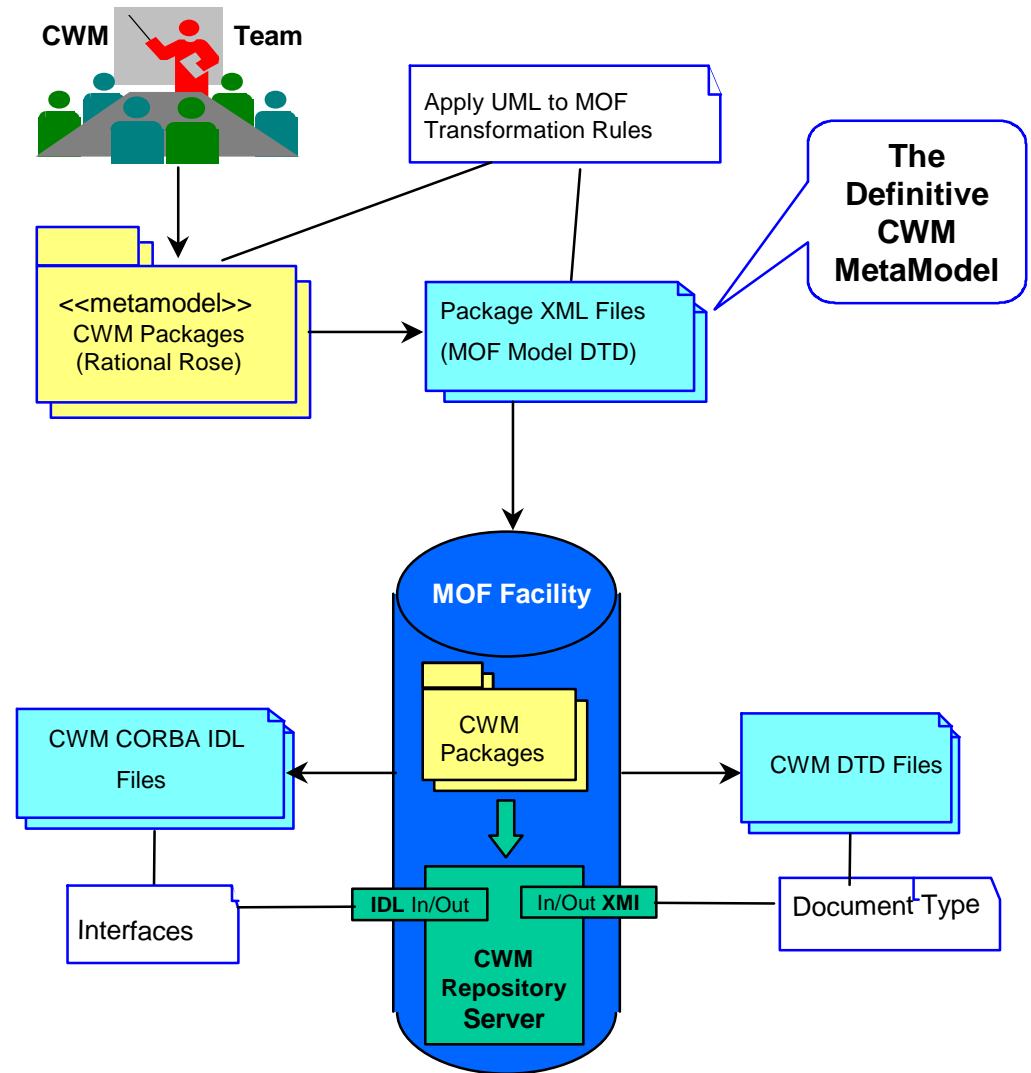 CWM Team
Apply UML to MOF
Transformation Rules
The
Definitive
CWM
MetaModel
<<metamodel>>
CWM Packages
(Rational Rose)
Package XML Files
(MOF Model DTD)
MOF Facility
CWM
Packages
CWM CORBA IDL
Files
CWM DTD Files
IDL In/Out
In/Out XMI
Interfaces
Document Type
CWM
Repository
Server